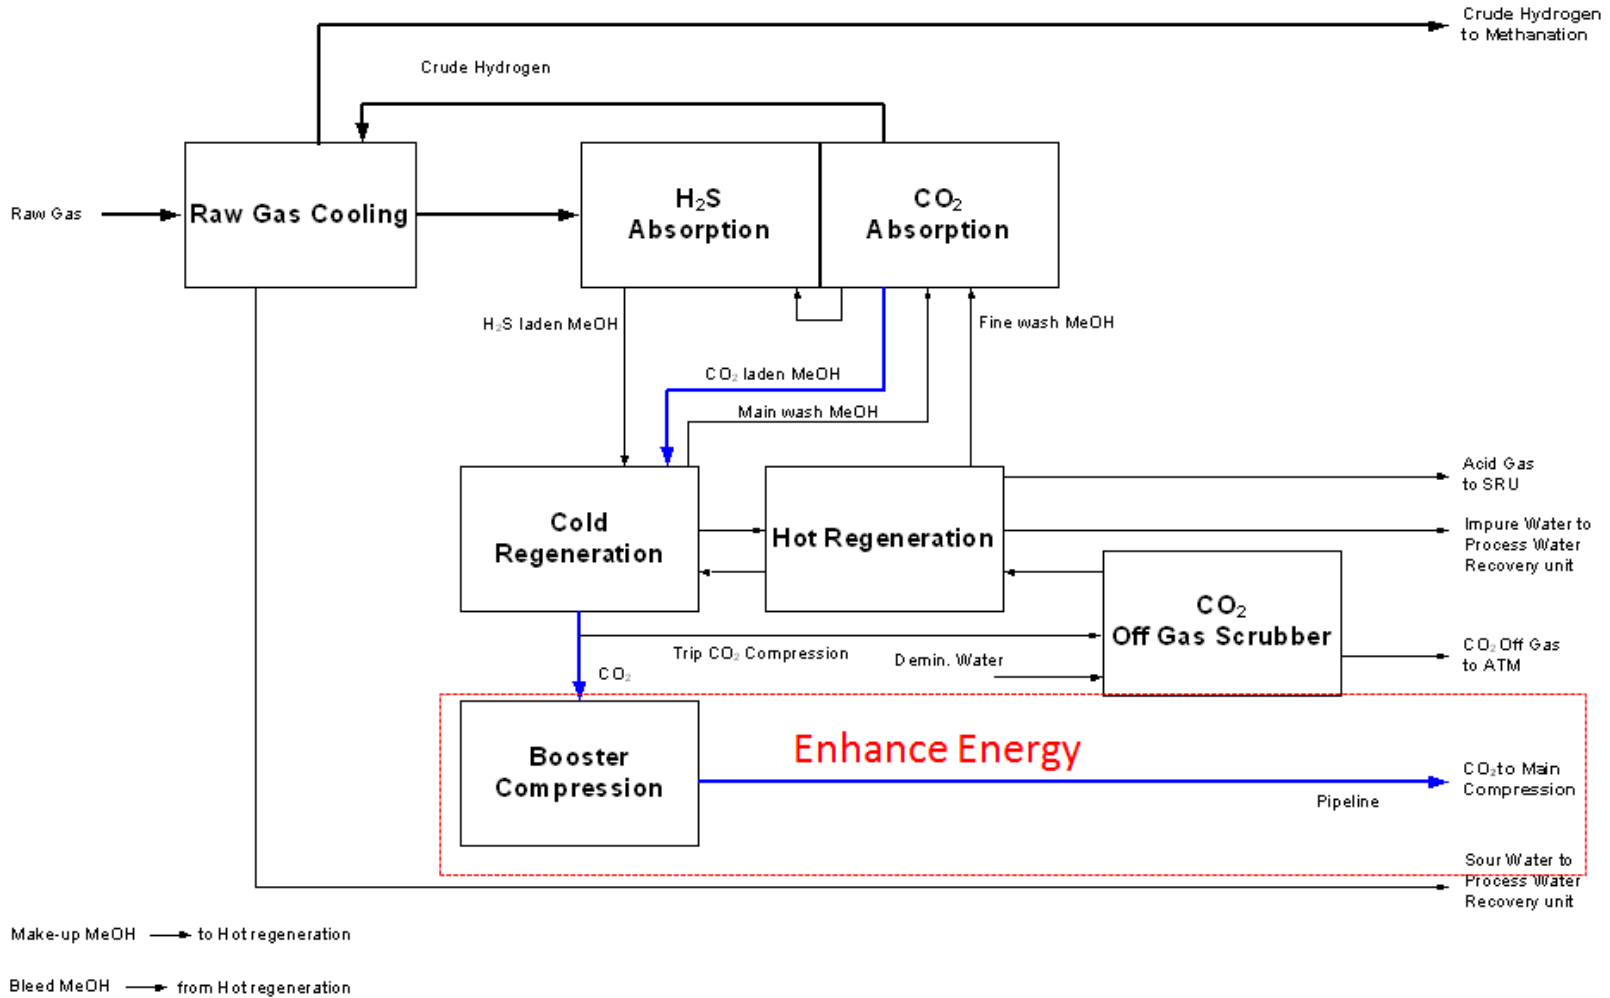 Crude Hydrogen
to Methanation
Crude Hydrogen
Raw Gas
Raw Gas Cooling
H₂S
Absorption
CO₂
Absorption
H₂S laden MeOH
Fine wash MeOH
CO₂ laden MeOH
Main wash MeOH
Cold
Regeneration
Hot Regeneration
Acid Gas
to SRU
Impure Water to
Process Water
Recovery unit
CO₂
Off Gas Scrubber
CO₂ Off Gas
to ATM
Trip CO₂ Compression
Demin. Water
CO₂
Booster
Compression
Enhance Energy
CO₂ to Main
Compression
Pipeline
Sour Water to
Process Water
Recovery unit
Make-up MeOH to Hot regeneration
Bleed MeOH from Hot regeneration